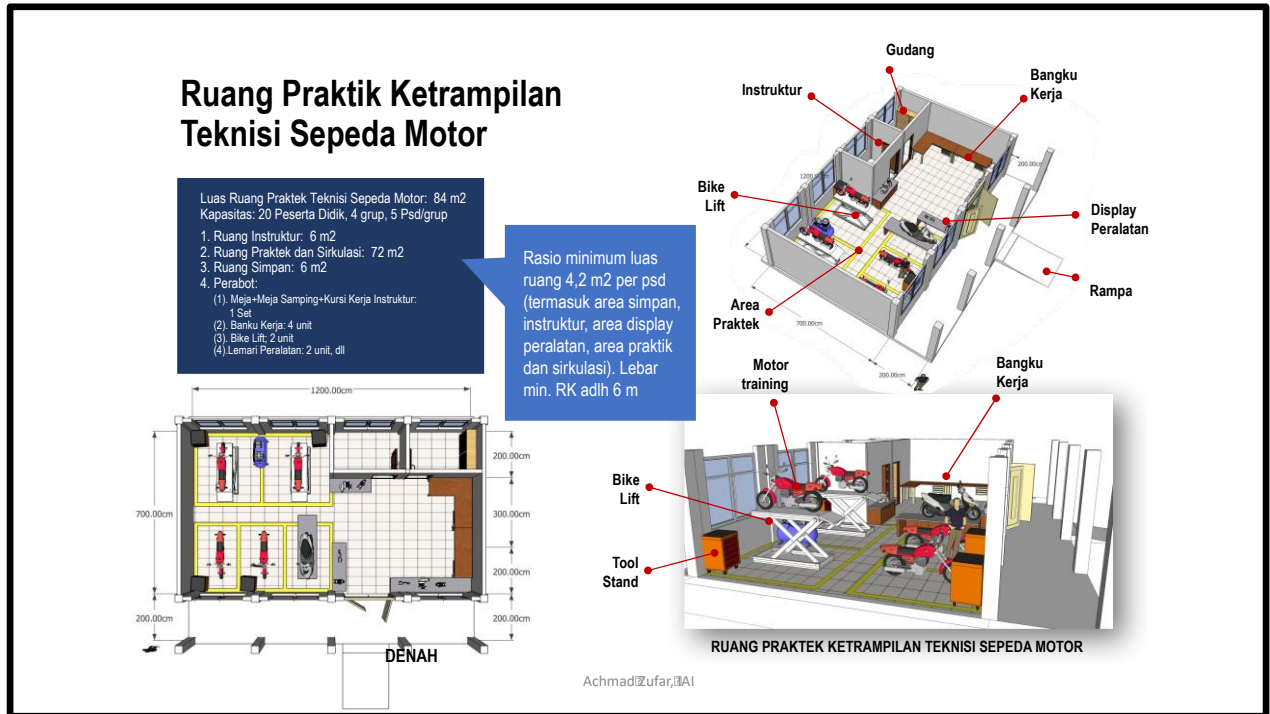 Ruang Praktik Ketrampilan
Teknisi Sepeda Motor
Luas Ruang Praktek Teknisi Sepeda Motor: 84 m2
Kapasitas: 20 Peserta Didik, 4 grup, 5 Psd/grup
1. Ruang Instruktur: 6 m2
2. Ruang Praktek dan Sirkulasi: 72 m2
3. Ruang Simpan: 6 m2
4. Perabot:
(1). Meja+Meja Samping+Kursi Kerja Instruktur:
1 Set
(2). Banku Kerja: 4 unit
(3). Bike Lift; 2 unit
(4).Lemari Peralatan: 2 unit, dll
Rasio minimum luas
ruang 4,2 m2 per psd
(termasuk area simpan,
instruktur, area display
peralatan, area praktik
dan sirkulasi). Lebar
min. RK adlh 6 m
Gudang
Instruktur
Bangku
Kerja
Bike
Lift
Display
Peralatan
Rampa
Area
Praktek
200.00cm
700.00cm
200.00cm
1200.00cm
700.00cm
200.00cm
200.00cm
300.00cm
200.00cm
200.00cm
DENAH
Motor
training
Bangku
Kerja
Bike
Lift
Tool
Stand
RUANG PRAKTEK KETRAMPILAN TEKNISI SEPEDA MOTOR
Achmad Zufar, IAI